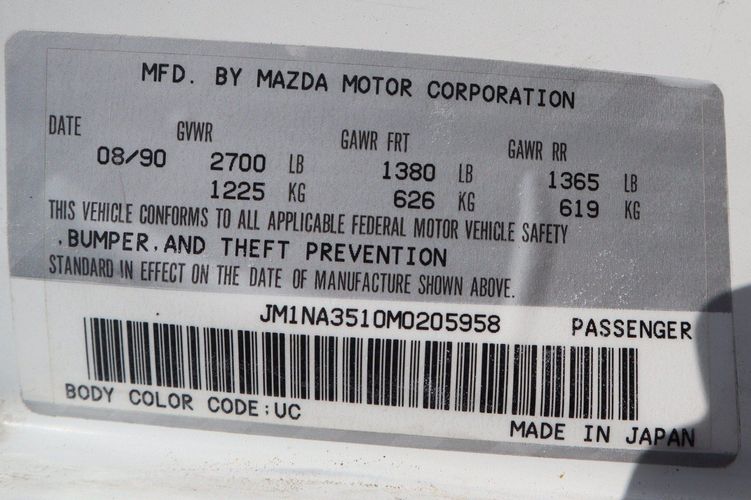 MFD. BY MAZDA MOTOR CORPORATION
DATE GVWR GAWR FRT GAWR RR
08/90 2700 LB 1380 LB 1365 LB
1225 KG 626 KG 619 KG
THIS VEHICLE CONFORMS TO ALL APPLICABLE FEDERAL MOTOR VEHICLE SAFETY
,BUMPER,AND THEFT PREVENTION
STANDARD IN EFFECT ON THE DATE OF MANUFACTURE SHOWN ABOVE.
JM1NA3510M0205958 PASSENGER
BODY COLOR CODE:UC
MADE IN JAPAN